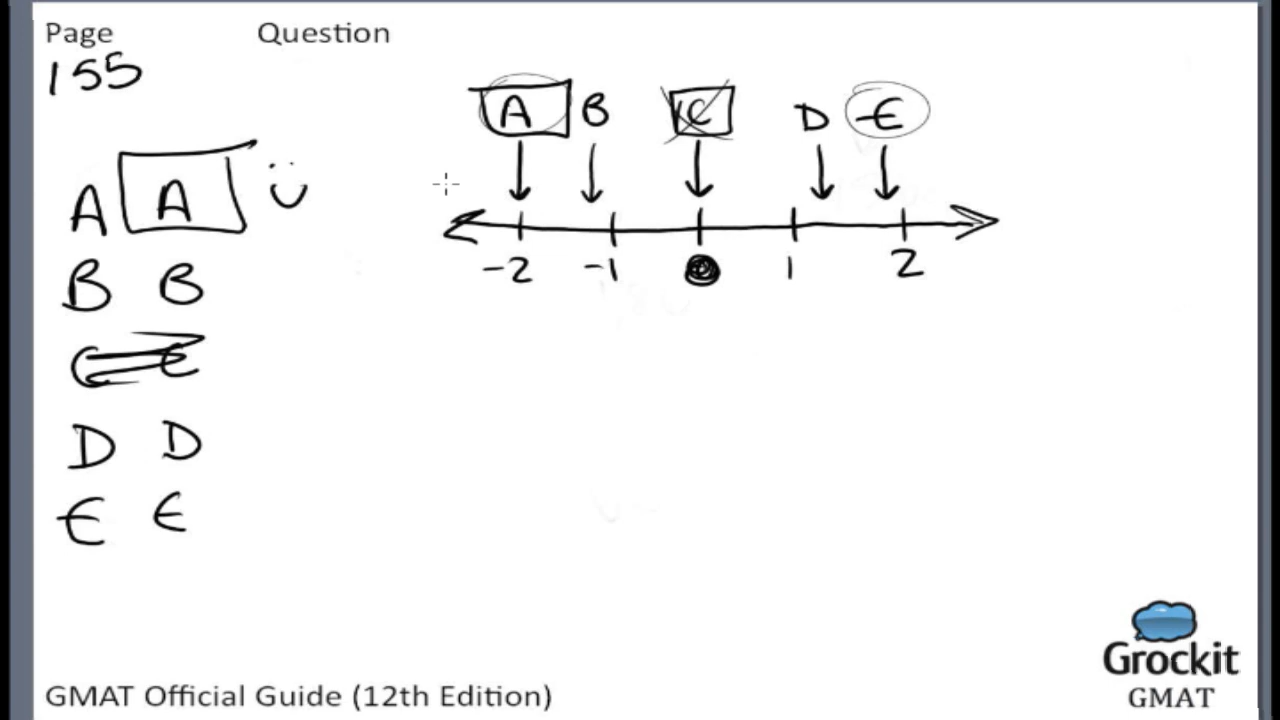 Page Question
155
A B C D E
A A
B B
C C
D D
E E
-2 -1 0 1 2
Grockit
GMAT
GMAT Official Guide (12th Edition)